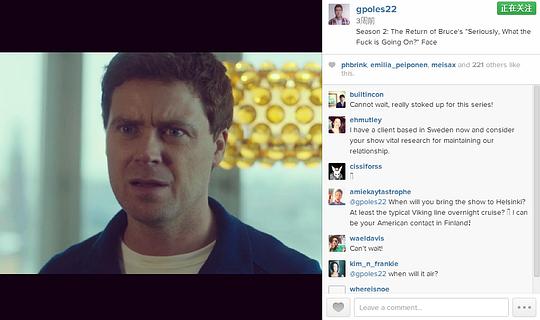 gpoles22
正在关注
3周前
Season 2: The Return of Bruce's "Seriously, What the
Fuck is Going On?" Face
phbrink, emilia_peiponen, meisax and 221 others like
this.
builtincon
Cannot wait, really stoked up for this series!
ehmutley
I have a client based in Sweden now and consider
your show vital research for maintaining our
relationship.
cissiforss
amiekaytastrophe
@gpoles22 When will you bring the show to Helsinki?
At least the typical Viking line overnight cruise? I can
be your American contact in Finland!
waeldavis
Can't wait!
kim_n_frankie
@gpoles22 when will it air?
whereisnoe
Leave a comment...